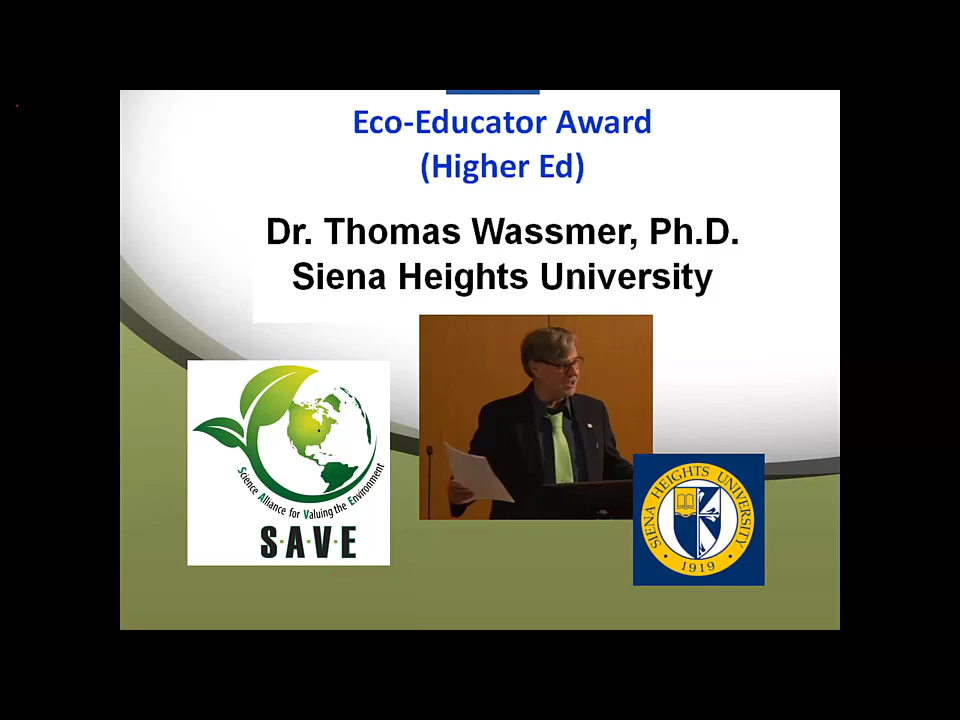 Eco-Educator Award
(Higher Ed)
Dr. Thomas Wassmer, Ph.D.
Siena Heights University
Science Alliance for Valuing the Environment
S·A·V·E
SIENA HEIGHTS UNIVERSITY
1919